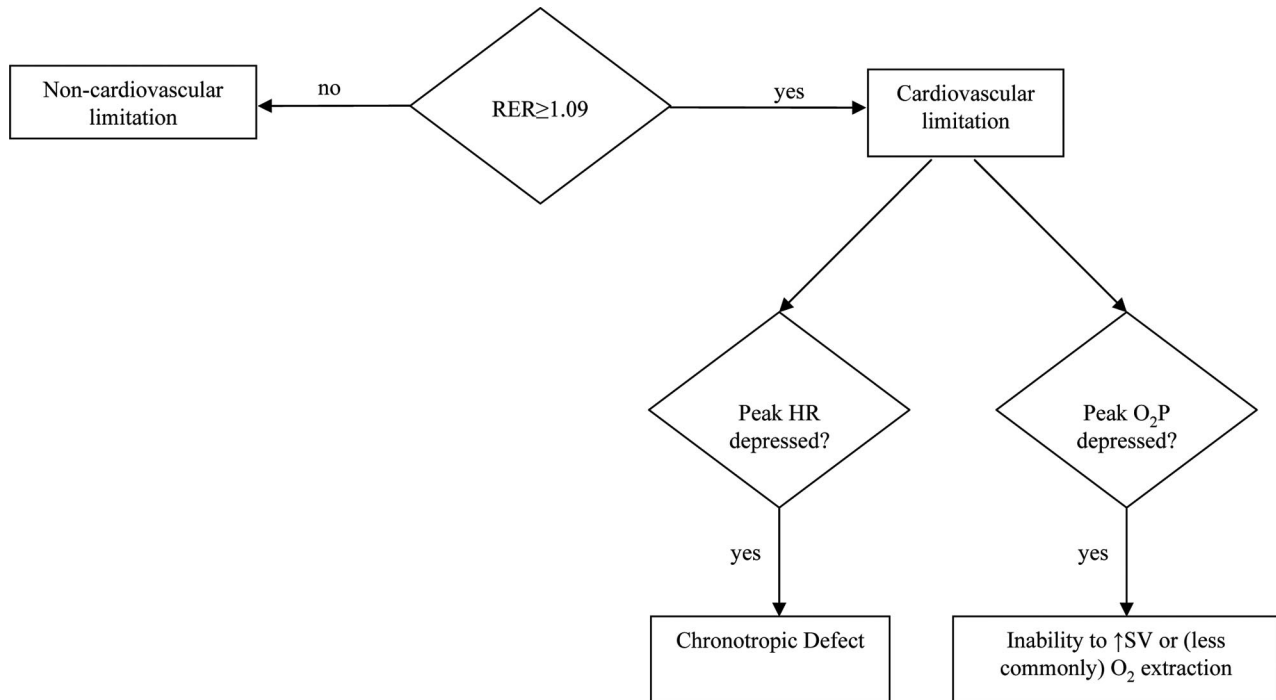 Non-cardiovascular
limitation
no
RER≥1.09
yes
Cardiovascular
limitation
Peak HR
depressed?
Peak O₂P
depressed?
yes
yes
Chronotropic Defect
Inability to ↑SV or (less
commonly) O₂ extraction